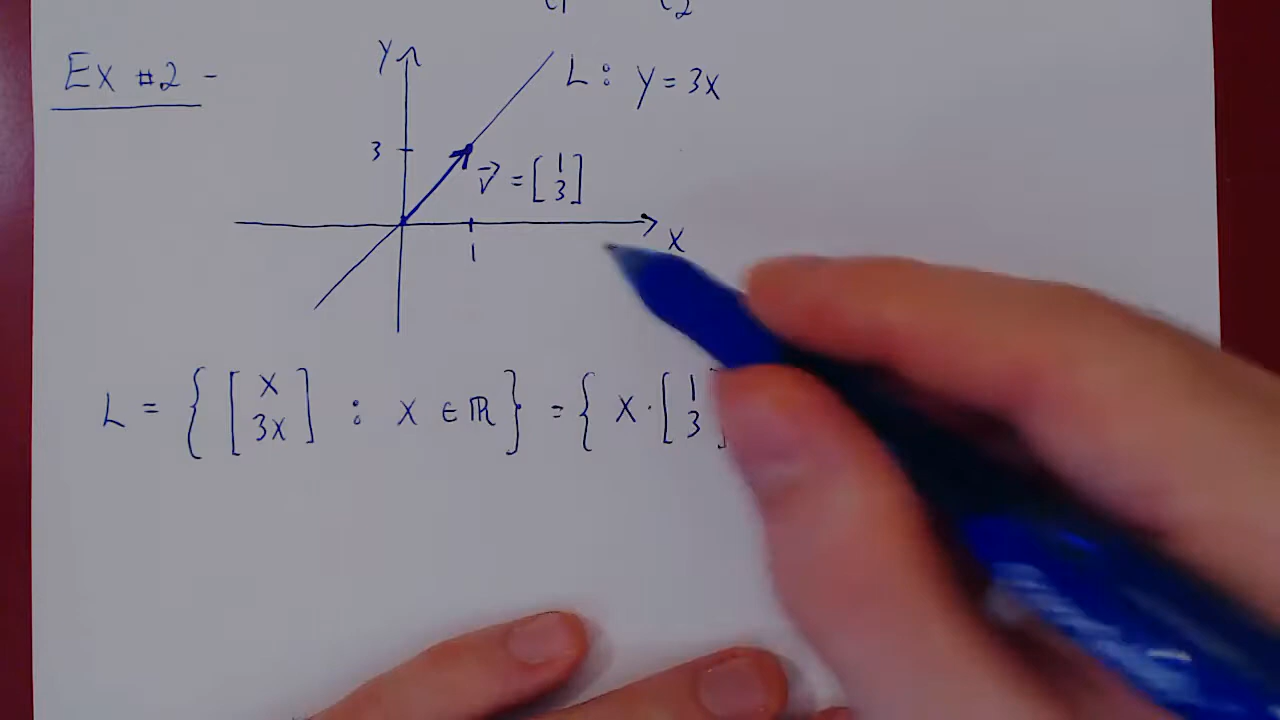 Ex #2 -
y
L : y = 3x
3
v⃗ = [1 3]
1
x
L = { [x 3x] : x ∈ ℝ } = { x · [1 3]